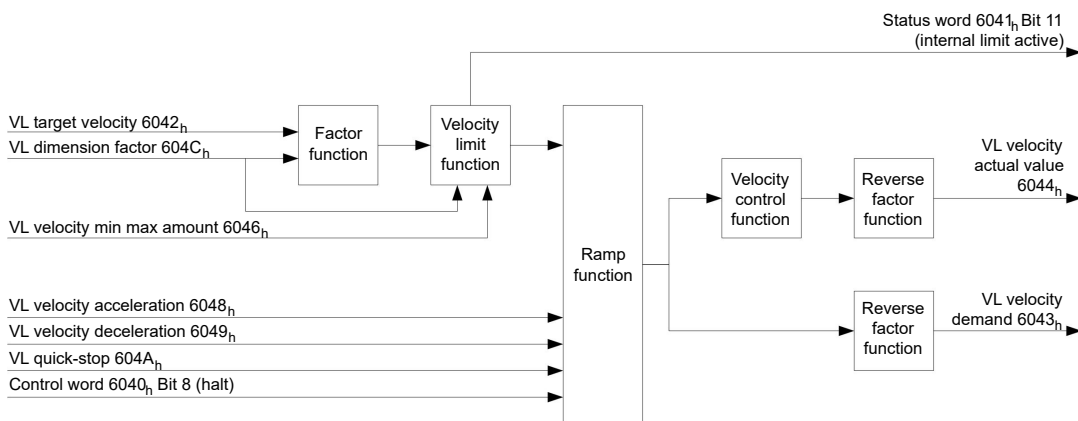 Status word 6041h Bit 11
(internal limit active)
VL target velocity 6042h
VL dimension factor 604Ch
Factor
function
Velocity
limit
function
VL velocity min max amount 6046h
Ramp
function
Velocity
control
function
Reverse
factor
function
VL velocity
actual value
6044h
VL velocity acceleration 6048h
VL velocity deceleration 6049h
VL quick-stop 604Ah
Control word 6040h Bit 8 (halt)
Reverse
factor
function
VL velocity
demand 6043h